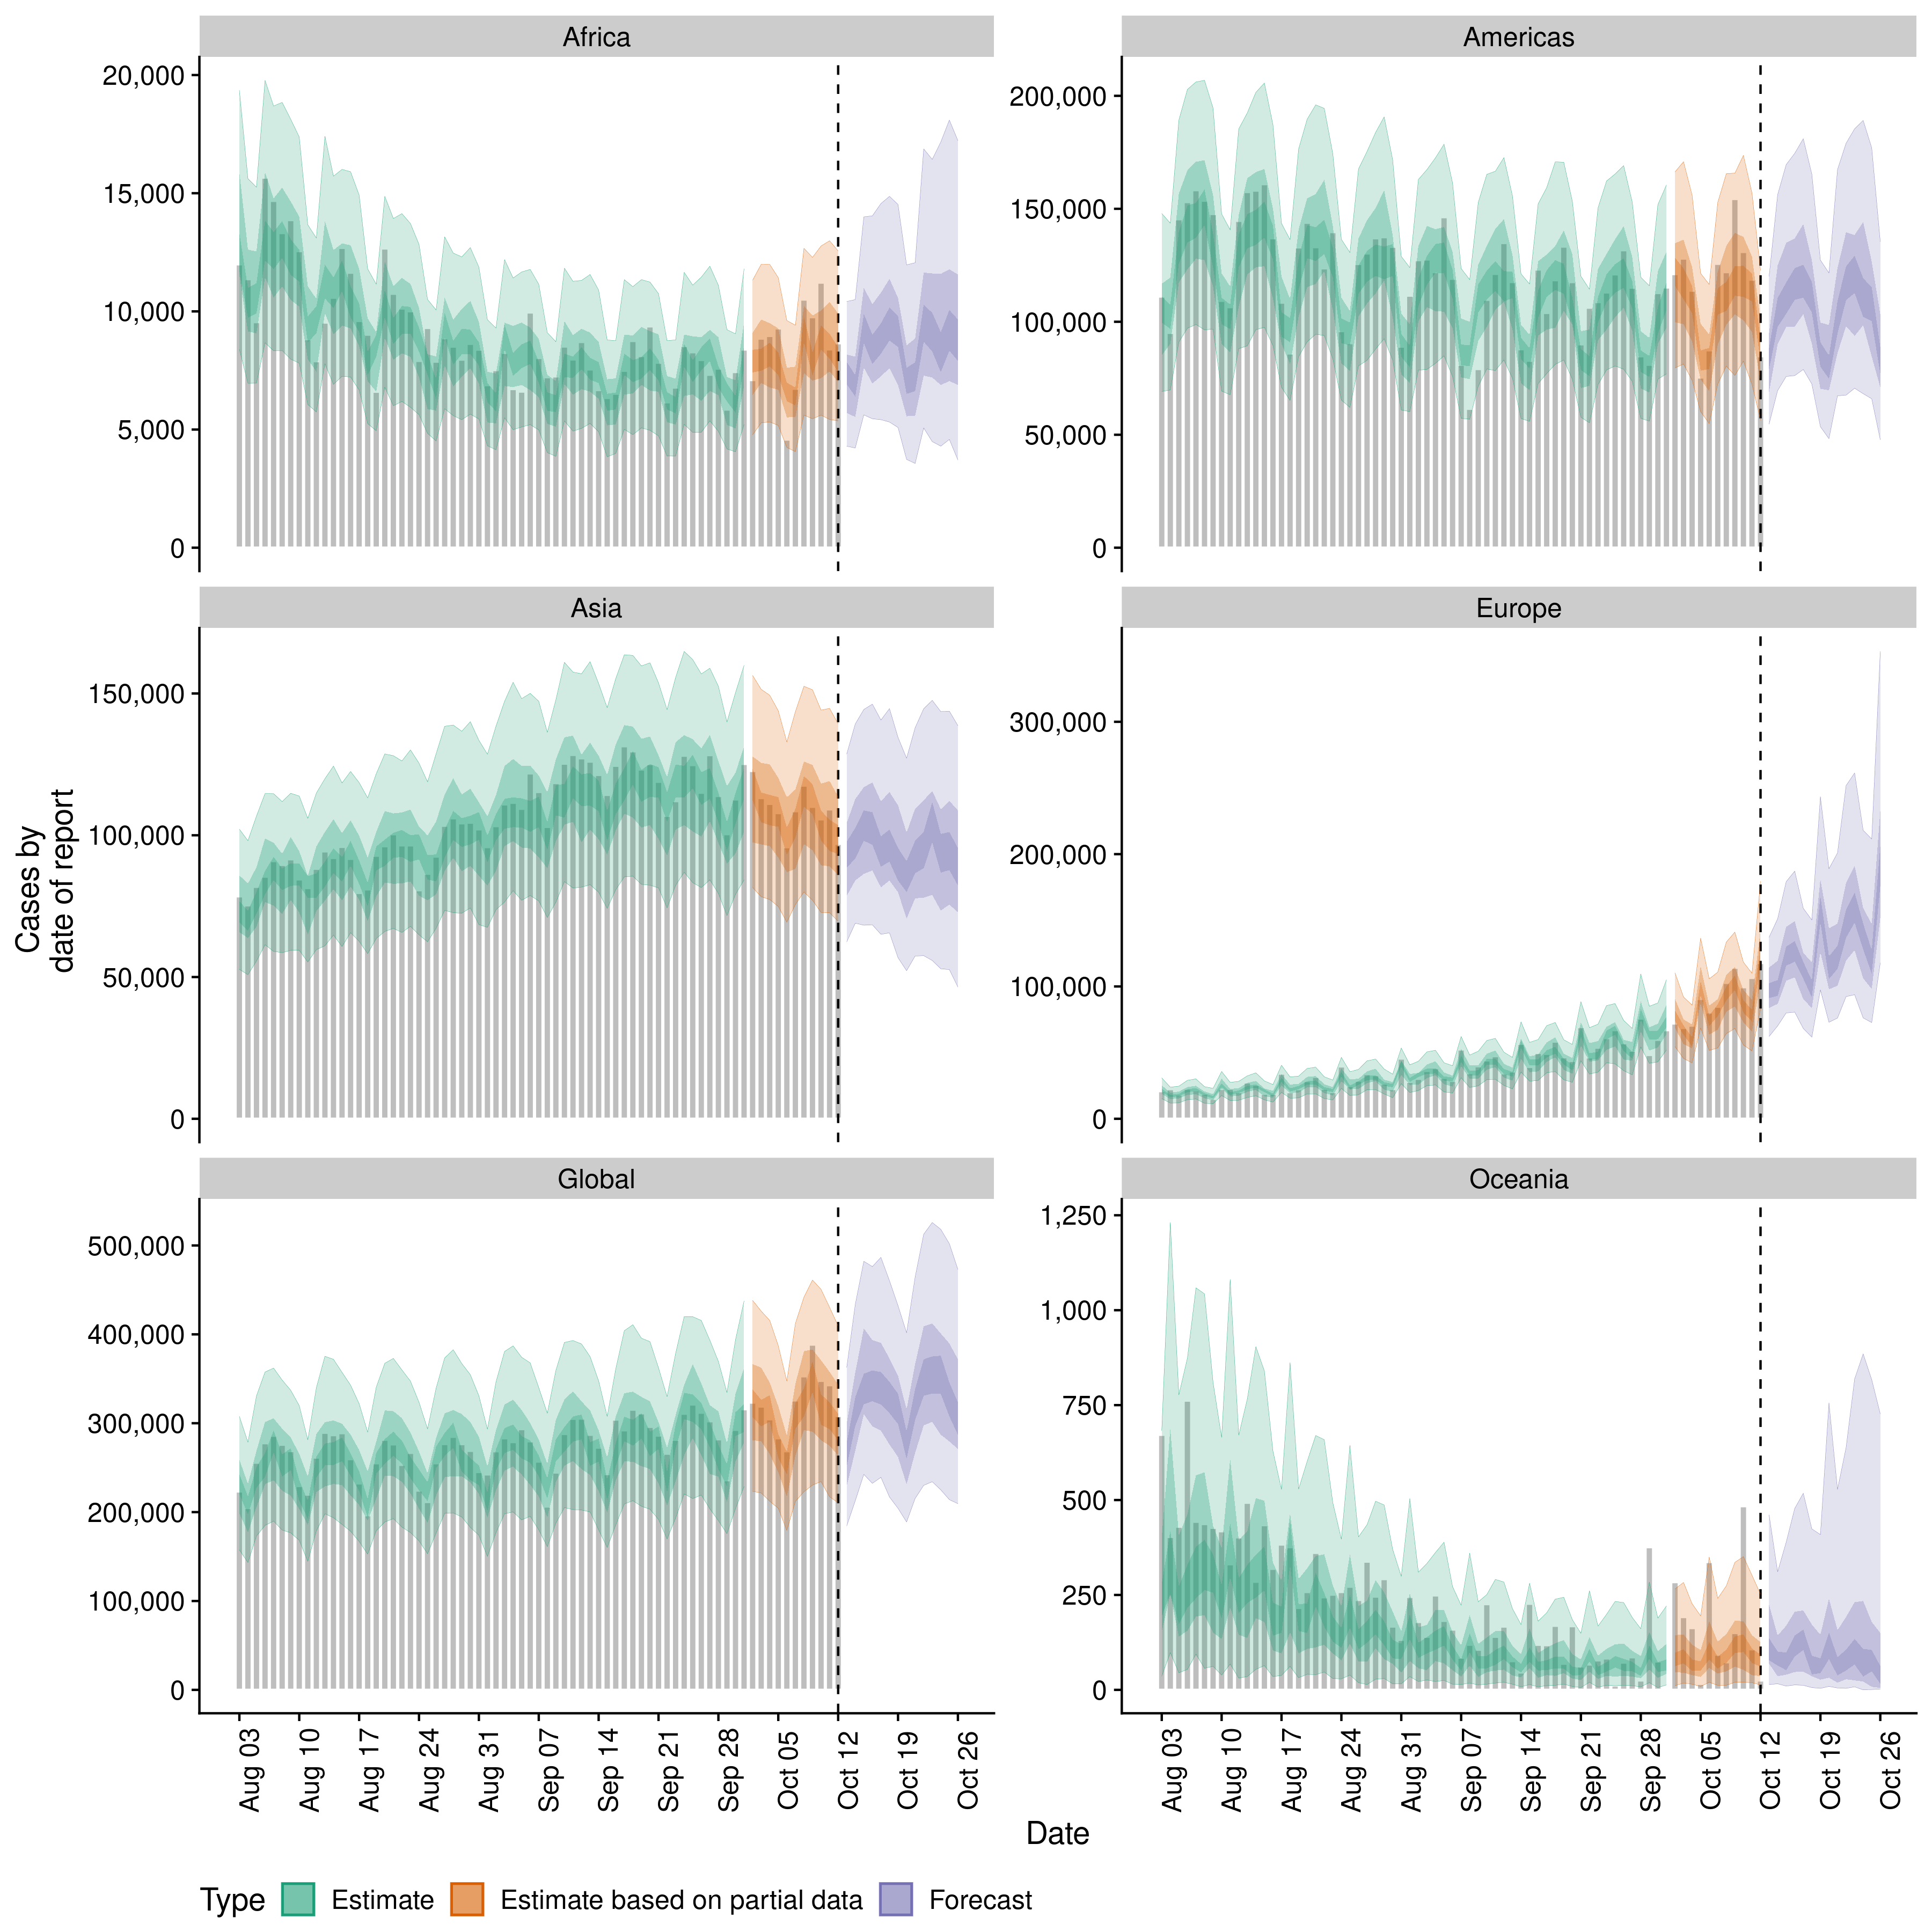 Africa
Americas
20,000
15,000
10,000
5,000
0
200,000
150,000
100,000
50,000
0
Asia
Europe
150,000
100,000
50,000
0
300,000
200,000
100,000
0
Cases by
date of report
Global
Oceania
500,000
400,000
300,000
200,000
100,000
0
1,250
1,000
750
500
250
0
Aug 03
Aug 10
Aug 17
Aug 24
Aug 31
Sep 07
Sep 14
Sep 21
Sep 28
Oct 05
Oct 12
Oct 19
Oct 26
Aug 03
Aug 10
Aug 17
Aug 24
Aug 31
Sep 07
Sep 14
Sep 21
Sep 28
Oct 05
Oct 12
Oct 19
Oct 26
Date
Type Estimate Estimate based on partial data Forecast